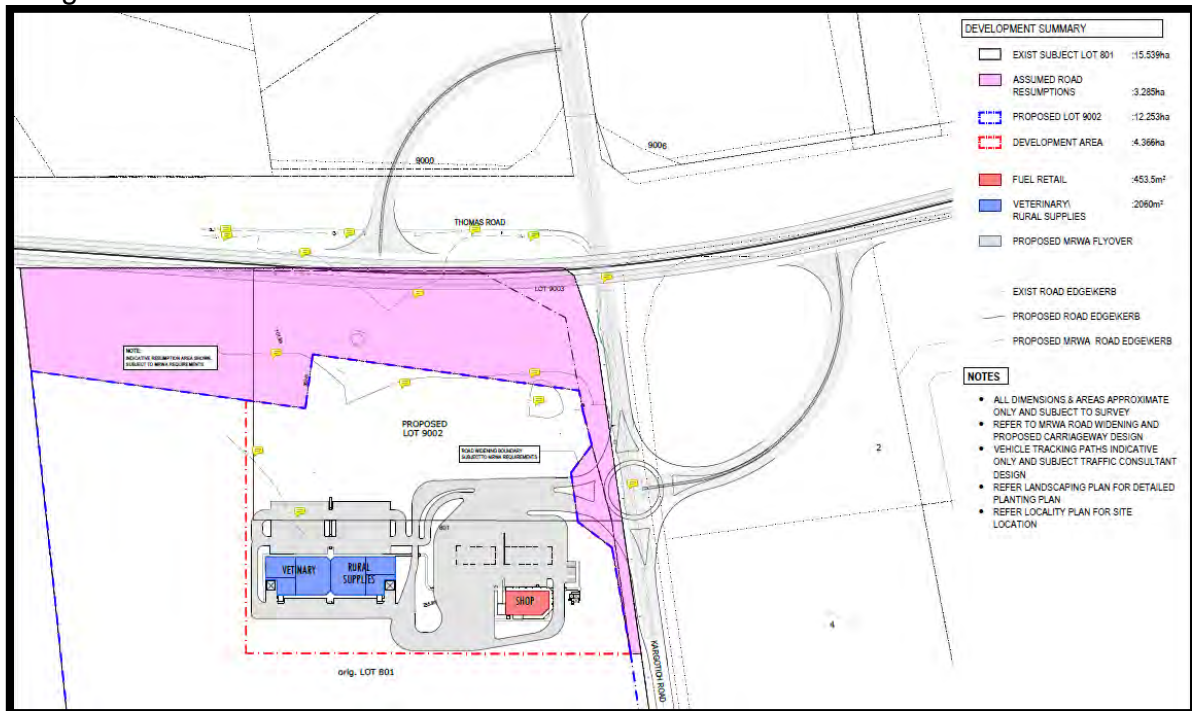 DEVELOPMENT SUMMARY
EXIST SUBJECT LOT 801 :15.539ha
ASSUMED ROAD
RESUMPTIONS :3.285ha
PROPOSED LOT 9002 :12.253ha
DEVELOPMENT AREA :4.366ha
FUEL RETAIL :453.5m²
VETERINARY\
RURAL SUPPLIES :2060m²
PROPOSED MRWA FLYOVER
EXIST ROAD EDGE\KERB
PROPOSED ROAD EDGE\KERB
PROPOSED MRWA ROAD EDGE\KERB
NOTES
• ALL DIMENSIONS & AREAS APPROXIMATE
ONLY AND SUBJECT TO SURVEY
• REFER TO MRWA ROAD WIDENING AND
PROPOSED CARRIAGEWAY DESIGN
• VEHICLE TRACKING PATHS INDICATIVE
ONLY AND SUBJECT TRAFFIC CONSULTANT
DESIGN
• REFER LANDSCAPING PLAN FOR DETAILED
PLANTING PLAN
• REFER LOCALITY PLAN FOR SITE
LOCATION
9000
9006
THOMAS ROAD
LOT 9003
NOTE:
INDICATIVE RESUMPTION AREA SHOWN,
SUBJECT TO MRWA REQUIREMENTS
PROPOSED
LOT 9002
ROAD WIDENING BOUNDARY
SUBJECT TO MRWA REQUIREMENTS
2
801
VETINARY
RURAL
SUPPLIES
SHOP
4
KARGOTICH ROAD
orig. LOT 801